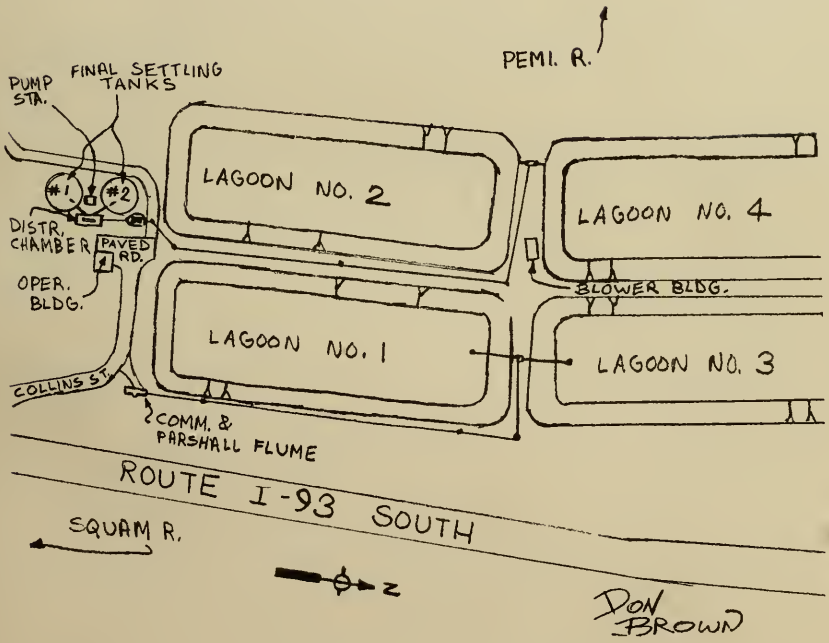 PEMI. R.
FINAL SETTLING
TANKS
PUMP
STA.
LAGOON NO. 2
LAGOON NO. 4
#1
#2
DISTR.
CHAMBER
PAVED
RD.
OPER.
BLDG.
BLOWER BLDG.
LAGOON NO. 1
LAGOON NO. 3
COLLINS ST.
COMM. &
PARSHALL FLUME
ROUTE I-93 SOUTH
SQUAM R.
N
DON
BROWN